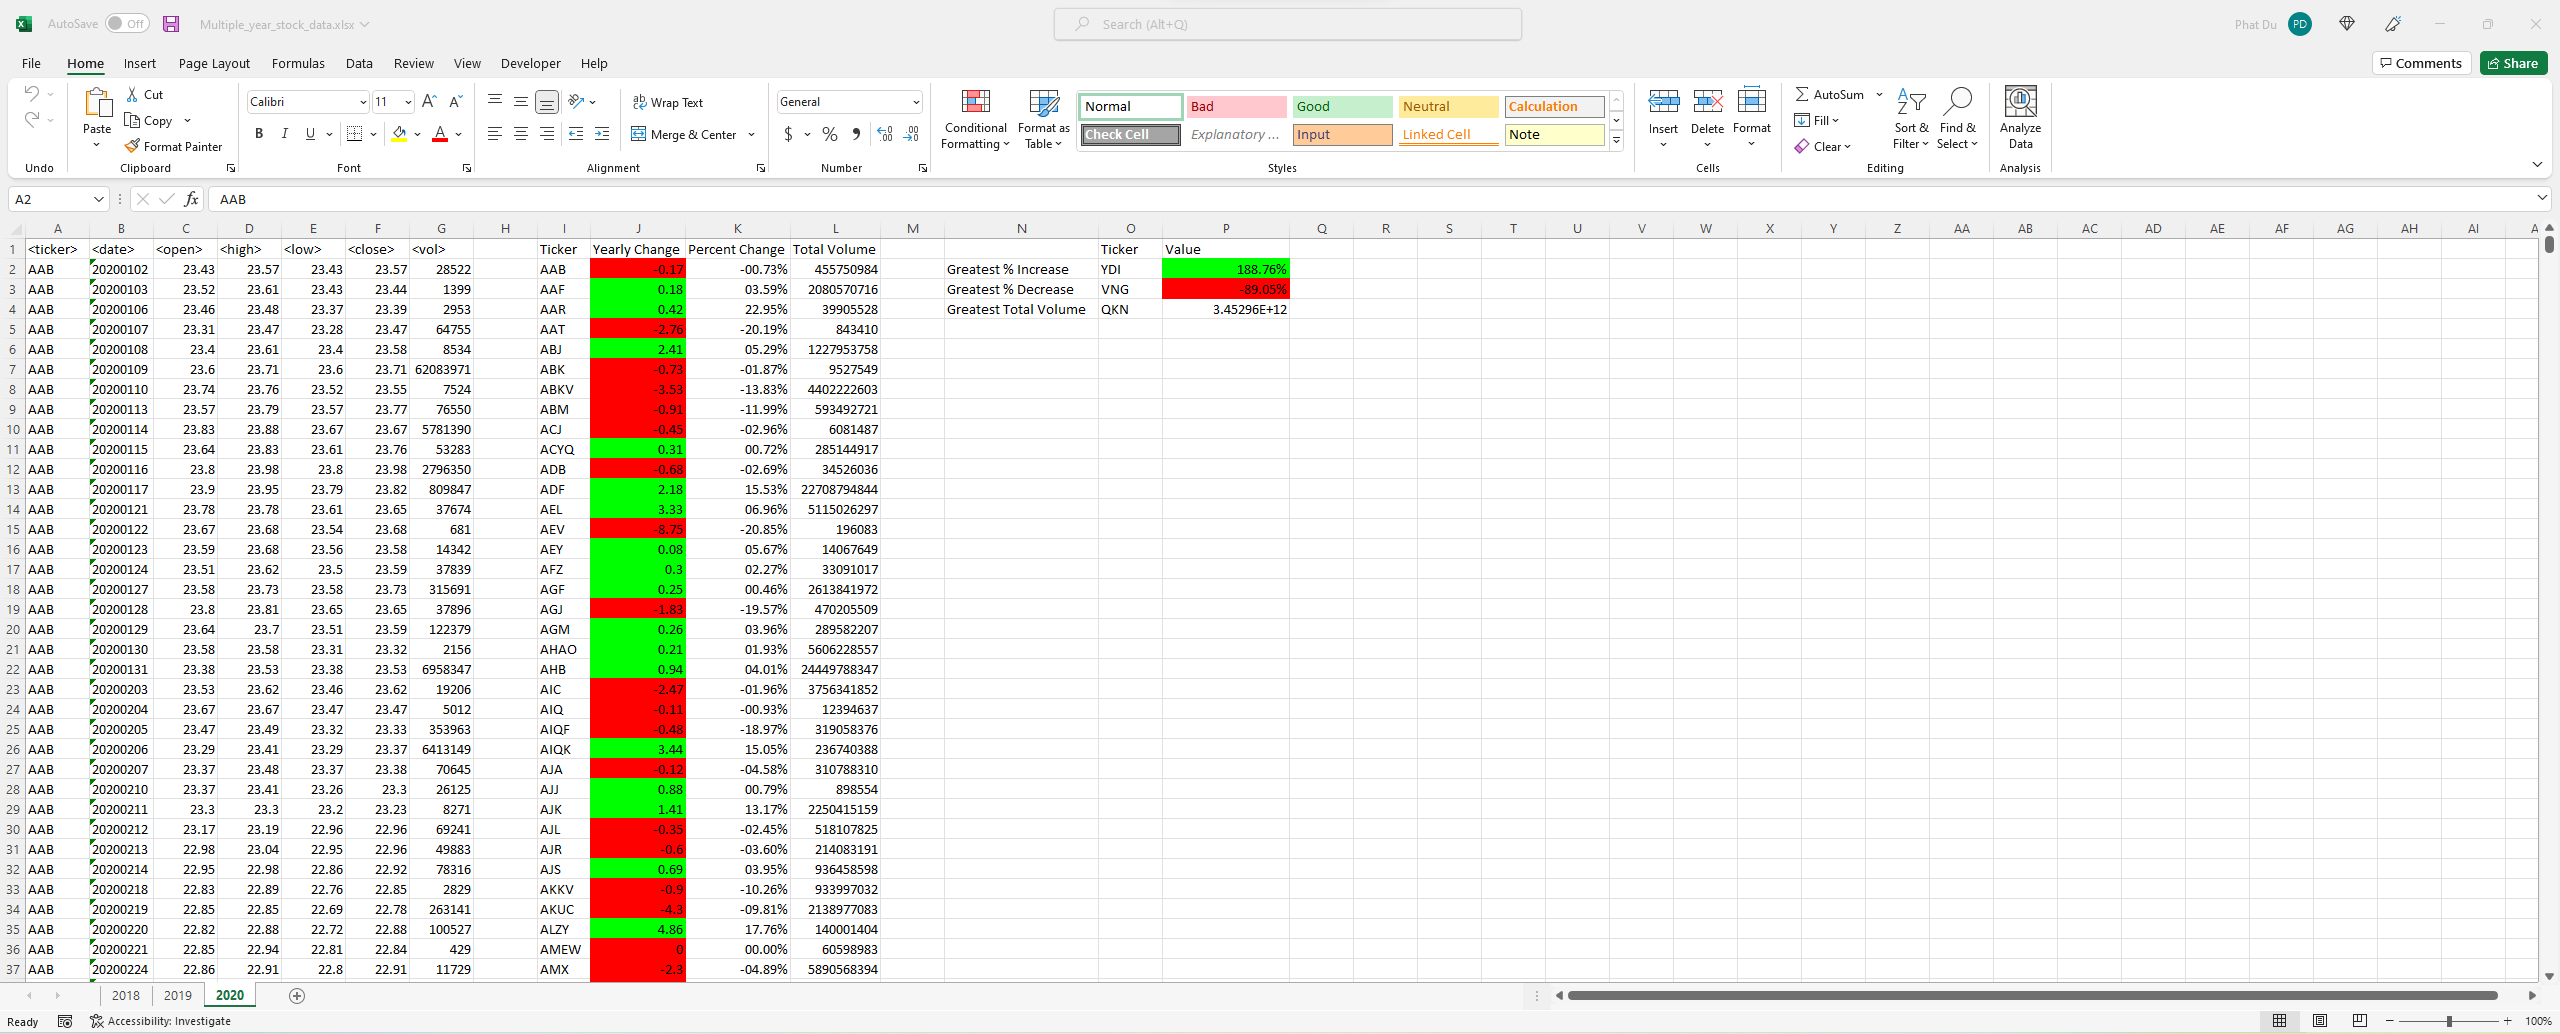 AutoSave Off Multiple_year_stock_data.xlsx Search (Alt+Q) Phat Du PD
File Home Insert Page Layout Formulas Data Review View Developer Help Comments Share
Paste Cut Copy Format Painter
Calibri 11 B I U A
Wrap Text Merge & Center
General $ %
Conditional Formatting Format as Table
Normal Bad Good Neutral Calculation
Check Cell Explanatory ... Input Linked Cell Note
Insert Delete Format
AutoSum Fill Clear Sort & Filter Find & Select
Analyze Data
Undo Clipboard Font Alignment Number Styles Cells Editing Analysis
A2 fx AAB
A B C D E F G H I J K L M N O P Q R S T U V W X Y Z AA AB AC AD AE AF AG AH AI A
1 <ticker> <date> <open> <high> <low> <close> <vol> Ticker Yearly Change Percent Change Total Volume Ticker Value
2 AAB 20200102 23.43 23.57 23.43 23.57 28522 AAB -0.17 -00.73% 455750984 Greatest % Increase YDI 188.76%
3 AAB 20200103 23.52 23.61 23.43 23.44 1399 AAF 0.18 03.59% 2080570716 Greatest % Decrease VNG -89.05%
4 AAB 20200106 23.46 23.48 23.37 23.39 2953 AAR 0.42 22.95% 39905528 Greatest Total Volume QKN 3.45296E+12
5 AAB 20200107 23.31 23.47 23.28 23.47 64755 AAT -2.76 -20.19% 843410
6 AAB 20200108 23.4 23.61 23.4 23.58 8534 ABJ 2.41 05.29% 1227953758
7 AAB 20200109 23.6 23.71 23.6 23.71 62083971 ABK -0.73 -01.87% 9527549
8 AAB 20200110 23.74 23.76 23.52 23.55 7524 ABKV -3.53 -13.83% 4402222603
9 AAB 20200113 23.57 23.79 23.57 23.77 76550 ABM -0.91 -11.99% 593492721
10 AAB 20200114 23.83 23.88 23.67 23.67 5781390 ACJ -0.45 -02.96% 6081487
11 AAB 20200115 23.64 23.83 23.61 23.76 53283 ACYQ 0.31 00.72% 285144917
12 AAB 20200116 23.8 23.98 23.8 23.98 2796350 ADB -0.68 -02.69% 34526036
13 AAB 20200117 23.9 23.95 23.79 23.82 809847 ADF 2.18 15.53% 22708794844
14 AAB 20200121 23.78 23.78 23.61 23.65 37674 AEL 3.33 06.96% 5115026297
15 AAB 20200122 23.67 23.68 23.54 23.68 681 AEV -8.75 -20.85% 196083
16 AAB 20200123 23.59 23.68 23.56 23.58 14342 AEY 0.08 05.67% 14067649
17 AAB 20200124 23.51 23.62 23.5 23.59 37839 AFZ 0.3 02.27% 33091017
18 AAB 20200127 23.58 23.73 23.58 23.73 315691 AGF 0.25 00.46% 2613841972
19 AAB 20200128 23.8 23.81 23.65 23.65 37896 AGJ -1.83 -19.57% 470205509
20 AAB 20200129 23.64 23.7 23.51 23.59 122379 AGM 0.26 03.96% 289582207
21 AAB 20200130 23.58 23.58 23.31 23.32 2156 AHAO 0.21 01.93% 5606228557
22 AAB 20200131 23.38 23.53 23.38 23.53 6958347 AHB 0.94 04.01% 24449788347
23 AAB 20200203 23.53 23.62 23.46 23.62 19206 AIC -2.47 -01.96% 3756341852
24 AAB 20200204 23.67 23.67 23.47 23.47 5012 AIQ -0.11 -00.93% 12394637
25 AAB 20200205 23.47 23.49 23.32 23.33 353963 AIQF -0.48 -18.97% 319058376
26 AAB 20200206 23.29 23.41 23.29 23.37 6413149 AIQK 3.44 15.05% 236740388
27 AAB 20200207 23.37 23.48 23.37 23.38 70645 AJA -0.12 -04.58% 310788310
28 AAB 20200210 23.37 23.41 23.26 23.3 26125 AJJ 0.88 00.79% 898554
29 AAB 20200211 23.3 23.3 23.2 23.23 8271 AJK 1.41 13.17% 2250415159
30 AAB 20200212 23.17 23.19 22.96 22.96 69241 AJL -0.35 -02.45% 518107825
31 AAB 20200213 22.98 23.04 22.95 22.96 49883 AJR -0.6 -03.60% 214083191
32 AAB 20200214 22.95 22.98 22.86 22.92 78316 AJS 0.69 03.95% 936458598
33 AAB 20200218 22.83 22.89 22.76 22.85 2829 AKKV -0.9 -10.26% 933997032
34 AAB 20200219 22.85 22.85 22.69 22.78 263141 AKUC -4.3 -09.81% 2138977083
35 AAB 20200220 22.82 22.88 22.72 22.88 100527 ALZY 4.86 17.76% 140001404
36 AAB 20200221 22.85 22.94 22.81 22.84 429 AMEW 0 00.00% 60598983
37 AAB 20200224 22.86 22.91 22.8 22.91 11729 AMX -2.3 -04.89% 5890568394
2018 2019 2020
Ready Accessibility: Investigate 100%